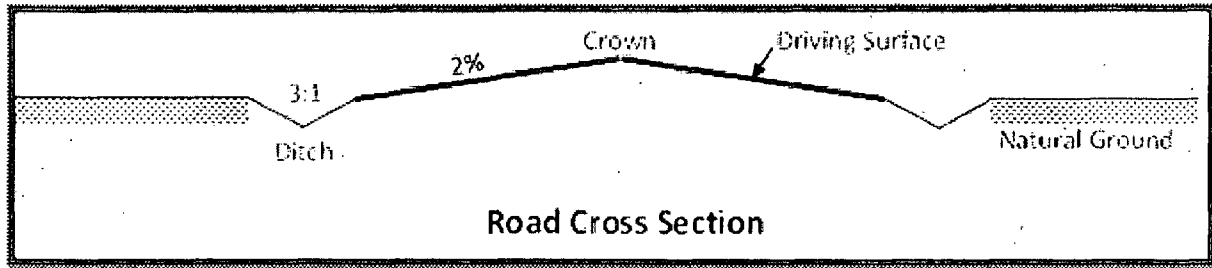 Crown
Driving Surface
2%
3:1
Ditch
Natural Ground
Road Cross Section